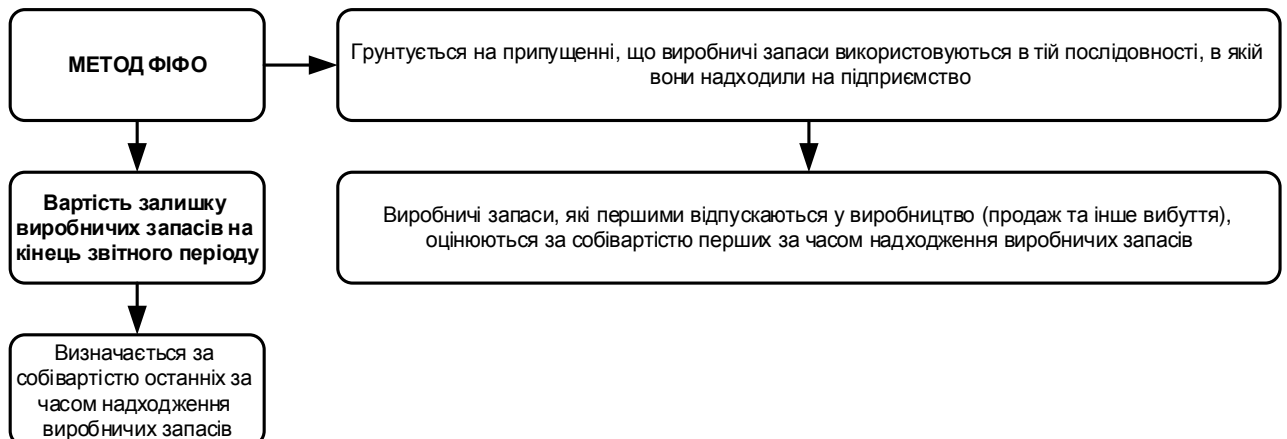 МЕТОД ФІФО
Грунтується на припущенні, що виробничі запаси використовуються в тій послідовності, в якій
вони надходили на підприємство
Вартість залишку
виробничих запасів на
кінець звітного періоду
Виробничі запаси, які першими відпускаються у виробництво (продаж та інше вибуття),
оцінюються за собівартістю перших за часом надходження виробничих запасів
Визначається за
собівартістю останніх за
часом надходження
виробничих запасів